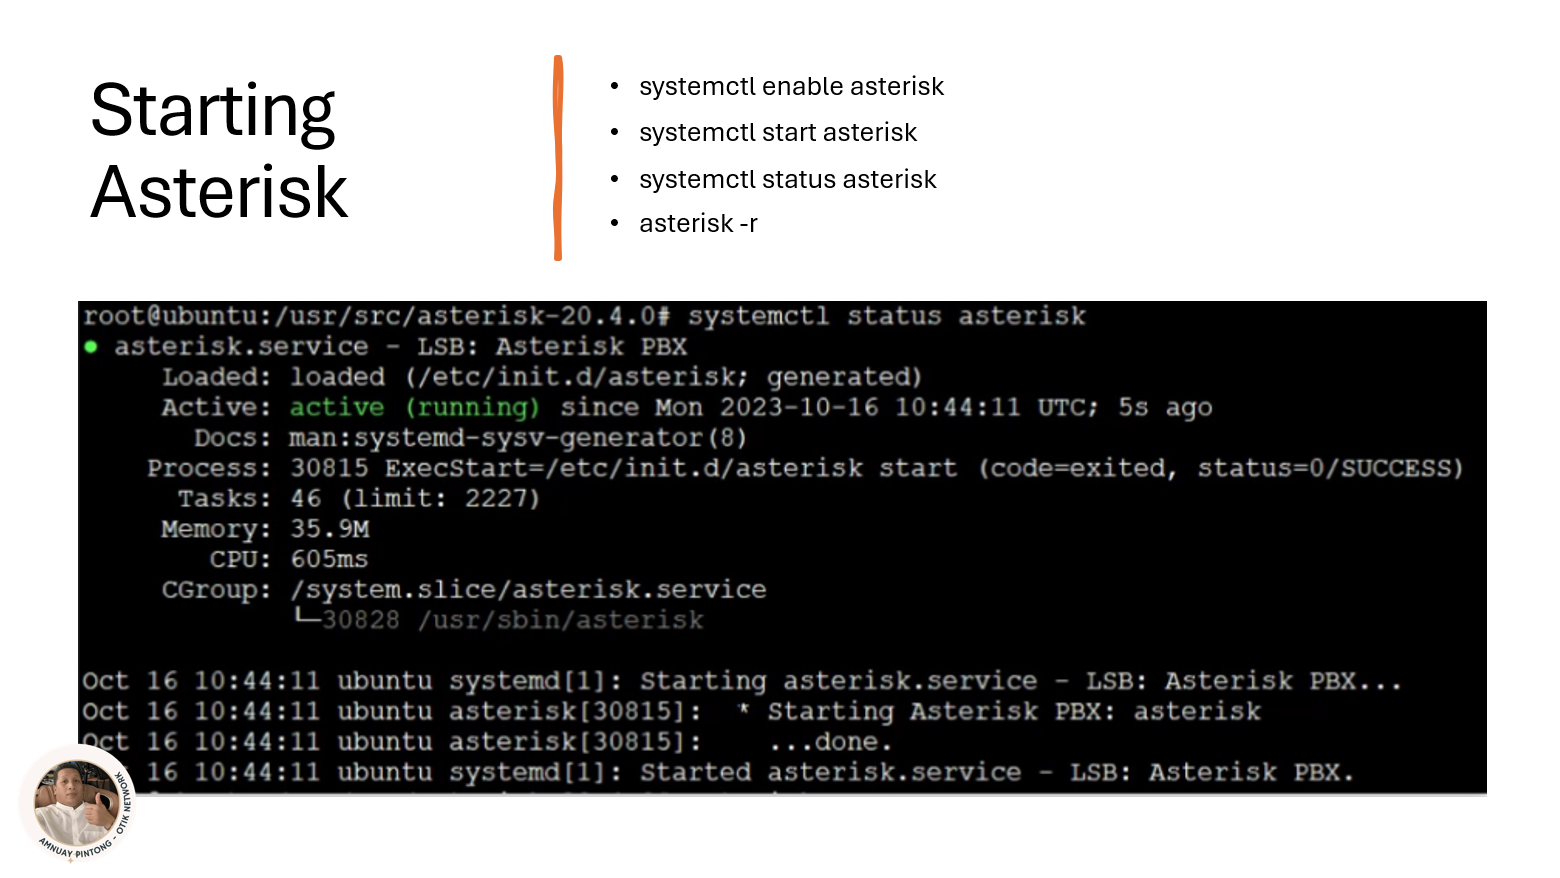 Starting
Asterisk
• systemctl enable asterisk
• systemctl start asterisk
• systemctl status asterisk
• asterisk -r
root@ubuntu:/usr/src/asterisk-20.4.0# systemctl status asterisk
● asterisk.service - LSB: Asterisk PBX
Loaded: loaded (/etc/init.d/asterisk; generated)
Active: active (running) since Mon 2023-10-16 10:44:11 UTC; 5s ago
Docs: man:systemd-sysv-generator(8)
Process: 30815 ExecStart=/etc/init.d/asterisk start (code=exited, status=0/SUCCESS)
Tasks: 46 (limit: 2227)
Memory: 35.9M
CPU: 605ms
CGroup: /system.slice/asterisk.service
└─30828 /usr/sbin/asterisk
Oct 16 10:44:11 ubuntu systemd[1]: Starting asterisk.service - LSB: Asterisk PBX...
Oct 16 10:44:11 ubuntu asterisk[30815]:  * Starting Asterisk PBX: asterisk
Oct 16 10:44:11 ubuntu asterisk[30815]:    ...done.
16 10:44:11 ubuntu systemd[1]: Started asterisk.service - LSB: Asterisk PBX.
AMNUAY PINTONG - OTIK NETWORK